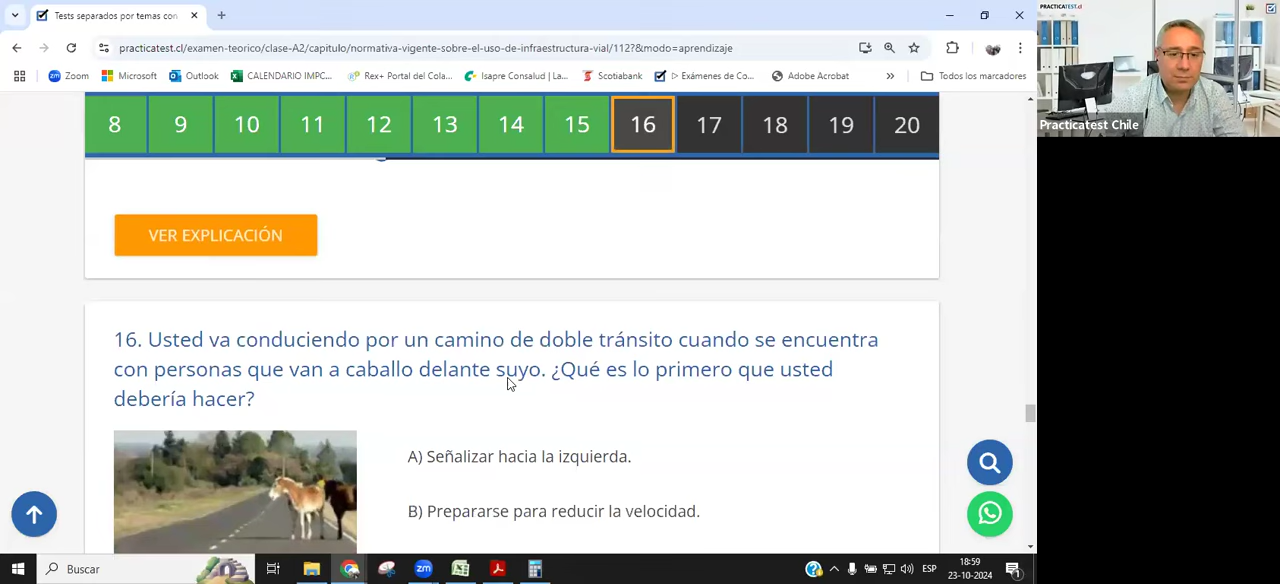 Tests separados por temas con
practicatest.cl/examen-teorico/clase-A2/capitulo/normativa-vigente-sobre-el-uso-de-infraestructura-vial/112?&modo=aprendizaje
Zoom Microsoft Outlook CALENDARIO IMPC... Rex+ Portal del Cola... Isapre Consalud | La... Scotiabank ▷ Exámenes de Co... Adobe Acrobat » Todos los marcadores
PRACTICATEST.cl
Practicatest Chile
8 9 10 11 12 13 14 15 16 17 18 19 20
VER EXPLICACIÓN
16. Usted va conduciendo por un camino de doble tránsito cuando se encuentra
con personas que van a caballo delante suyo. ¿Qué es lo primero que usted
debería hacer?
A) Señalizar hacia la izquierda.
B) Prepararse para reducir la velocidad.
Buscar
zm
ESP
18:59
23-10-2024